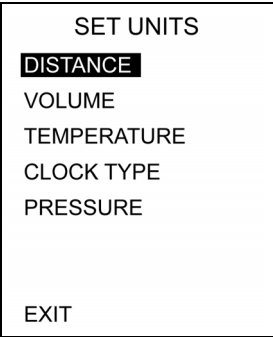 SET UNITS
DISTANCE
VOLUME
TEMPERATURE
CLOCK TYPE
PRESSURE
EXIT